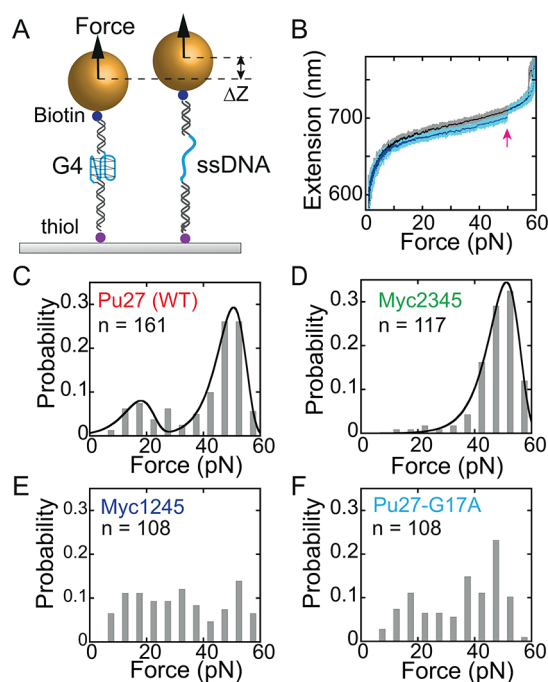 A
Force
ΔZ
Biotin
G4
ssDNA
thiol
B
Extension (nm)
700
600
20 40 60
Force (pN)
C
Pu27 (WT)
n = 161
Probability
0.3
0.2
0.1
0
0 20 40 60
Force (pN)
D
Myc2345
n = 117
Probability
0.3
0.2
0.1
0
0 20 40 60
Force (pN)
E
Myc1245
n = 108
Probability
0.3
0.2
0.1
0
0 20 40 60
Force (pN)
F
Pu27-G17A
n = 108
Probability
0.3
0.2
0.1
0
0 20 40 60
Force (pN)